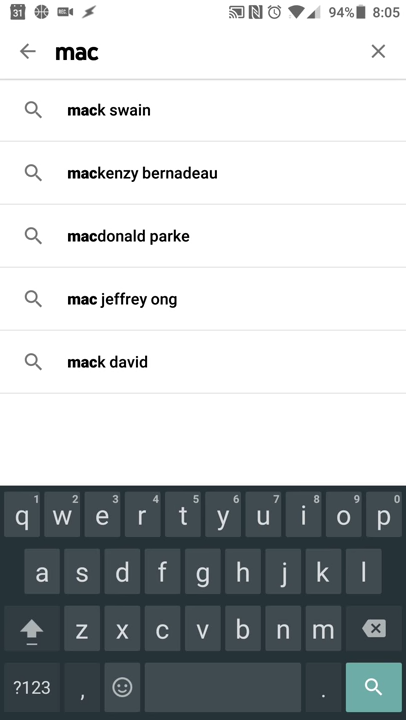 31 REC 94% 8:05
mac
mack swain
mackenzy bernadeau
macdonald parke
mac jeffrey ong
mack david
1 2 3 4 5 6 7 8 9 0
q w e r t y u i o p
a s d f g h j k l
z x c v b n m
?123 , .